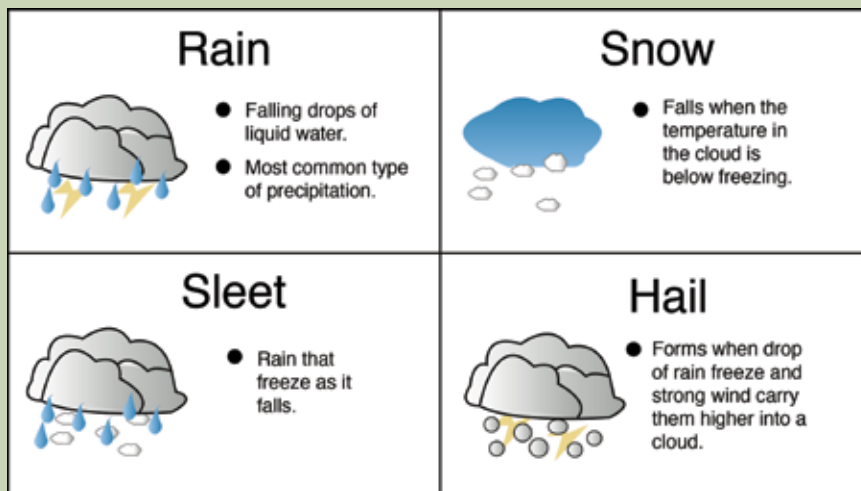 Rain
● Falling drops of
liquid water.
● Most common type
of precipitation.
Snow
● Falls when the
temperature in
the cloud is
below freezing.
Sleet
● Rain that
freeze as it
falls.
Hail
● Forms when drop
of rain freeze and
strong wind carry
them higher into a
cloud.